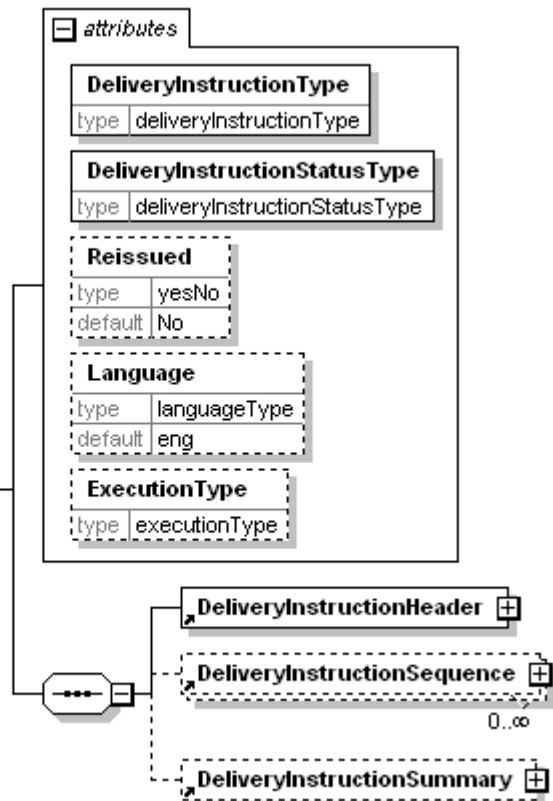 attributes
DeliveryInstructionType
type deliveryInstructionType
DeliveryInstructionStatusType
type deliveryInstructionStatusType
Reissued
type yesNo
default No
Language
type languageType
default eng
ExecutionType
type executionType
DeliveryInstructionHeader
DeliveryInstructionSequence
0..∞
DeliveryInstructionSummary